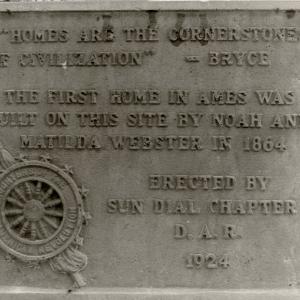 "HOMES ARE THE CORNERSTONE
OF CIVILIZATION" — BRYCE
THE FIRST HOME IN AMES WAS
BUILT ON THIS SITE BY NOAH AND
MATILDA WEBSTER IN 1864
ERECTED BY
SUN DIAL CHAPTER
D. A. R.
1924